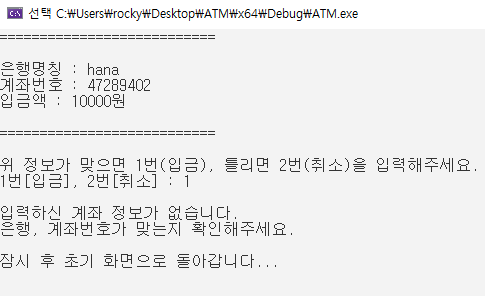 선택 C:₩Users₩rocky₩Desktop₩ATM₩x64₩Debug₩ATM.exe
===========================
은행명칭 : hana
계좌번호 : 47289402
입금액 : 10000원
===========================
위 정보가 맞으면 1번(입금), 틀리면 2번(취소)을 입력해주세요.
1번[입금], 2번[취소] : 1
입력하신 계좌 정보가 없습니다.
은행, 계좌번호가 맞는지 확인해주세요.
잠시 후 초기 화면으로 돌아갑니다...